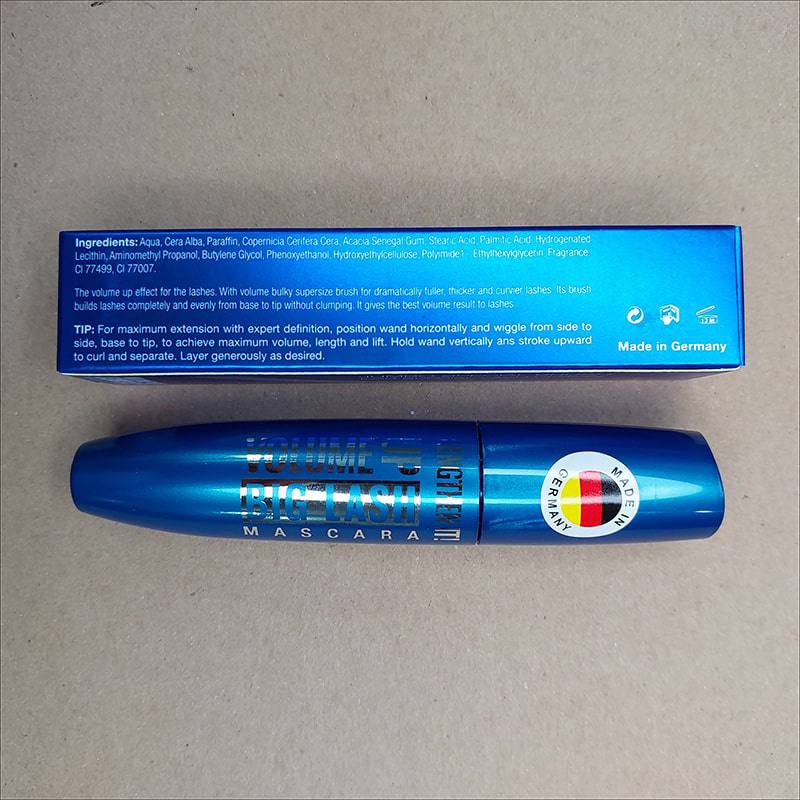 Ingredients: Aqua, Cera Alba, Paraffin, Copernicia Cerifera Cera, Acacia Senegal Gum, Stearic Acid, Palmitic Acid, Hydrogenated
Lecithin, Aminomethyl Propanol, Butylene Glycol, Phenoxyethanol, Hydroxyethylcellulose, Polyimide1 - Ethylhexylglycerin, Fragrance.
CI 77499, CI 77007.
The volume up effect for the lashes. With volume bulky supersize brush for dramatically fuller, thicker and curvier lashes. Its brush
builds lashes completely and evenly from base to tip without clumping. It gives the best volume result to lashes
TIP: For maximum extension with expert definition, position wand horizontally and wiggle from side to
side, base to tip, to achieve maximum volume, length and lift. Hold wand vertically ans stroke upward
to curl and separate. Layer generously as desired.
Made in Germany
VOLUME
BIG LASH
MASCARA
IT!
MADE IN
GERMANY